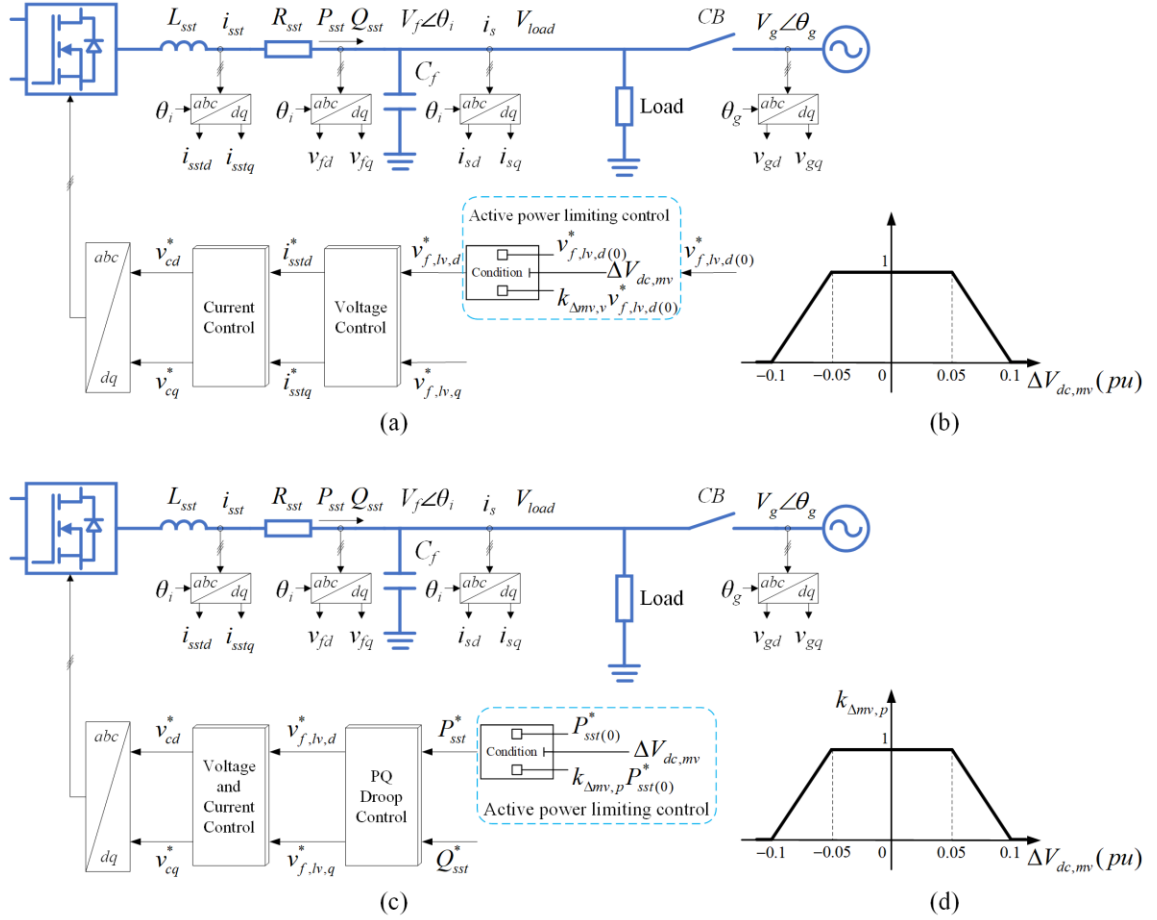 L_sst i_sst R_sst P_sst Q_sst V_f∠θ_i i_s V_load CB V_g∠θ_g
C_f
θ_i abc dq θ_i abc dq θ_i abc dq Load θ_g abc dq
i_sstd i_sstq v_fd v_fq i_sd i_sq v_gd v_gq
Active power limiting control
abc v*_cd i*_sstd v*_f,lv,d v*_f,lv,d(0) v*_f,lv,d(0) 1
Condition ΔV_dc,mv
Current Voltage k_Δmv,v v*_f,lv,d(0)
Control Control
dq v*_cq i*_sstq v*_f,lv,q −0.1 −0.05 0 0.05 0.1 ΔV_dc,mv(pu)
(a) (b)
L_sst i_sst R_sst P_sst Q_sst V_f∠θ_i i_s V_load CB V_g∠θ_g
C_f
θ_i abc dq θ_i abc dq θ_i abc dq Load θ_g abc dq
i_sstd i_sstq v_fd v_fq i_sd i_sq v_gd v_gq
k_Δmv,p
abc v*_cd v*_f,lv,d P*_sst P*_sst(0) 1
Voltage Condition ΔV_dc,mv
and PQ
Current Droop k_Δmv,p P*_sst(0)
Control Control Active power limiting control
dq v*_cq v*_f,lv,q Q*_sst −0.1 −0.05 0 0.05 0.1 ΔV_dc,mv(pu)
(c) (d)